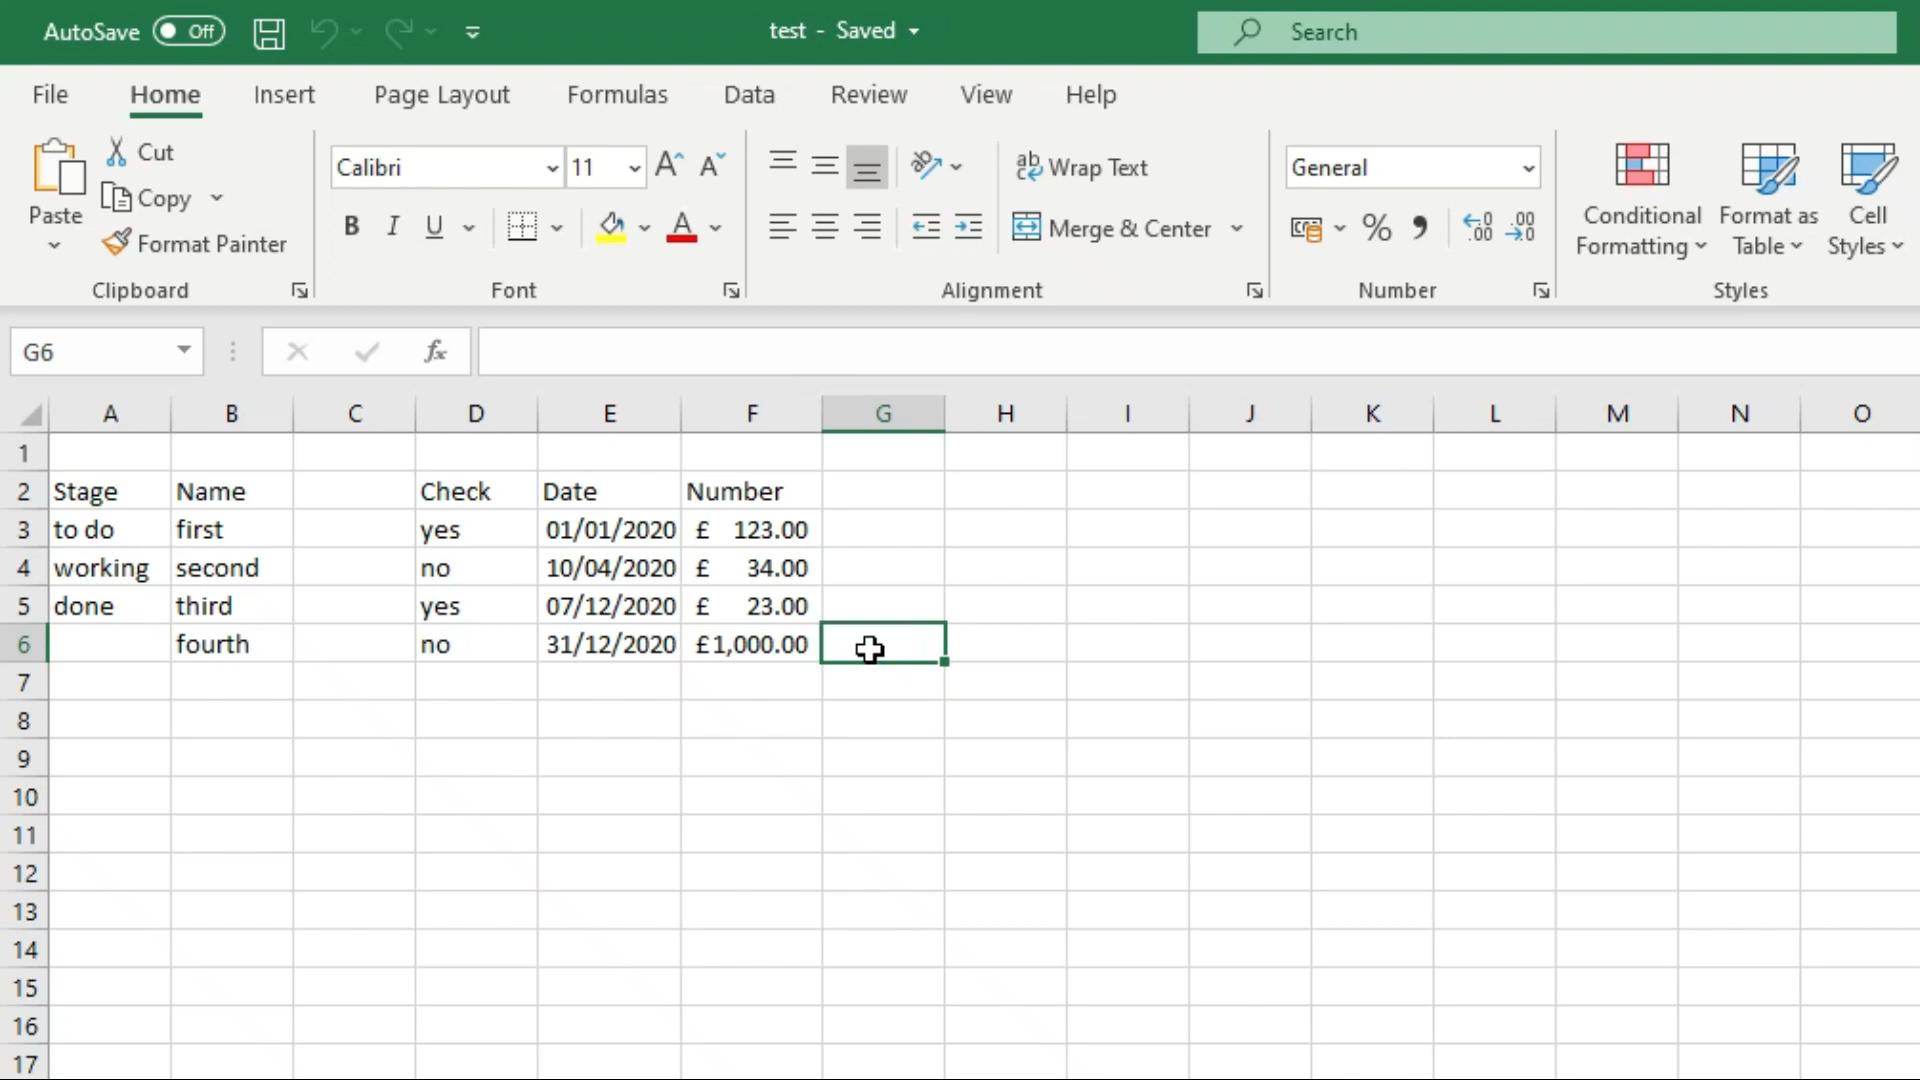 AutoSave Off test - Saved Search
File Home Insert Page Layout Formulas Data Review View Help
Paste Cut Copy Format Painter
Clipboard
Calibri 11 A A
B I U A
Font
ab Wrap Text
Merge & Center
Alignment
General
% , .00 .0
Number
Conditional Formatting Format as Table Cell Styles
Styles
G6 fx
A B C D E F G H I J K L M N O
1
2 Stage Name Check Date Number
3 to do first yes 01/01/2020 £ 123.00
4 working second no 10/04/2020 £ 34.00
5 done third yes 07/12/2020 £ 23.00
6 fourth no 31/12/2020 £1,000.00
7
8
9
10
11
12
13
14
15
16
17